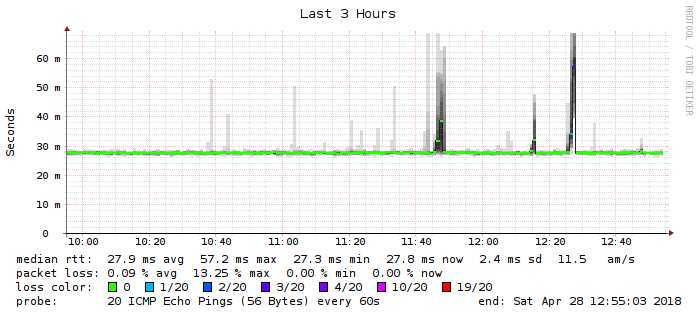 Last 3 Hours
RRDTOOL / TOBI OETIKER
Seconds
60 m
50 m
40 m
30 m
20 m
10 m
0
10:00 10:20 10:40 11:00 11:20 11:40 12:00 12:20 12:40
median rtt: 27.9 ms avg 57.2 ms max 27.3 ms min 27.8 ms now 2.4 ms sd 11.5 am/s
packet loss: 0.09 % avg 13.25 % max 0.00 % min 0.00 % now
loss color: 0 1/20 2/20 3/20 4/20 10/20 19/20
probe: 20 ICMP Echo Pings (56 Bytes) every 60s end: Sat Apr 28 12:55:03 2018